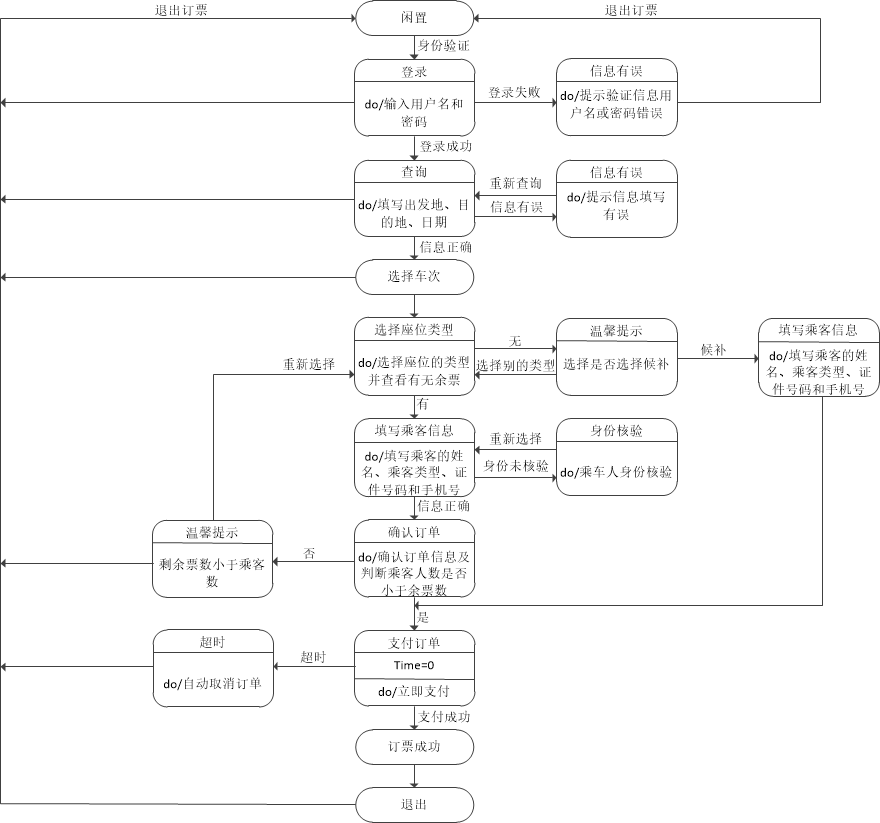 退出订票
闲置
退出订票
身份验证
登录
do/输入用户名和
密码
登录失败
信息有误
do/提示验证信息用
户名或密码错误
登录成功
查询
do/填写出发地、目
的地、日期
重新查询
信息有误
信息有误
do/提示信息填写
有误
信息正确
选择车次
选择座位类型
do/选择座位的类型
并查看有无余票
无
选择别的类型
温馨提示
选择是否选择候补
候补
填写乘客信息
do/填写乘客的姓
名、乘客类型、证
件号码和手机号
重新选择
有
填写乘客信息
do/填写乘客的姓
名、乘客类型、证
件号码和手机号
重新选择
身份未核验
身份核验
do/乘车人身份核验
信息正确
温馨提示
剩余票数小于乘客
数
否
确认订单
do/确认订单信息及
判断乘客人数是否
小于余票数
是
超时
do/自动取消订单
超时
支付订单
Time=0
do/立即支付
支付成功
订票成功
退出